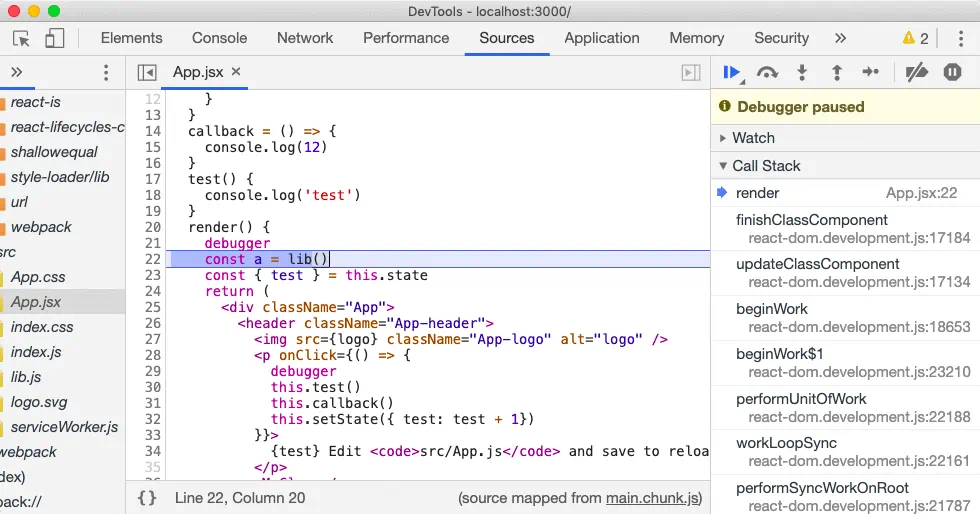 DevTools - localhost:3000/
Elements Console Network Performance Sources Application Memory Security » 2
»
App.jsx ×
react-is
react-lifecycles-c
shallowequal
style-loader/lib
url
webpack
src
App.css
App.jsx
index.css
index.js
lib.js
logo.svg
serviceWorker.js
webpack
dex)
pack://
12 }
13 }
14 callback = () => {
15 console.log(12)
16 }
17 test() {
18 console.log('test')
19 }
20 render() {
21 debugger
22 const a = lib()
23 const { test } = this.state
24 return (
25 <div className="App">
26 <header className="App-header">
27 <img src={logo} className="App-logo" alt="logo" />
28 <p onClick={() => {
29 debugger
30 this.test()
31 this.callback()
32 this.setState({ test: test + 1})
33 }}>
34 {test} Edit <code>src/App.js</code> and save to reloa
35 </p>
{} Line 22, Column 20 (source mapped from main.chunk.js)
Debugger paused
Watch
Call Stack
render App.jsx:22
finishClassComponent
react-dom.development.js:17184
updateClassComponent
react-dom.development.js:17134
beginWork
react-dom.development.js:18653
beginWork$1
react-dom.development.js:23210
performUnitOfWork
react-dom.development.js:22188
workLoopSync
react-dom.development.js:22161
performSyncWorkOnRoot
react-dom.development.js:21787